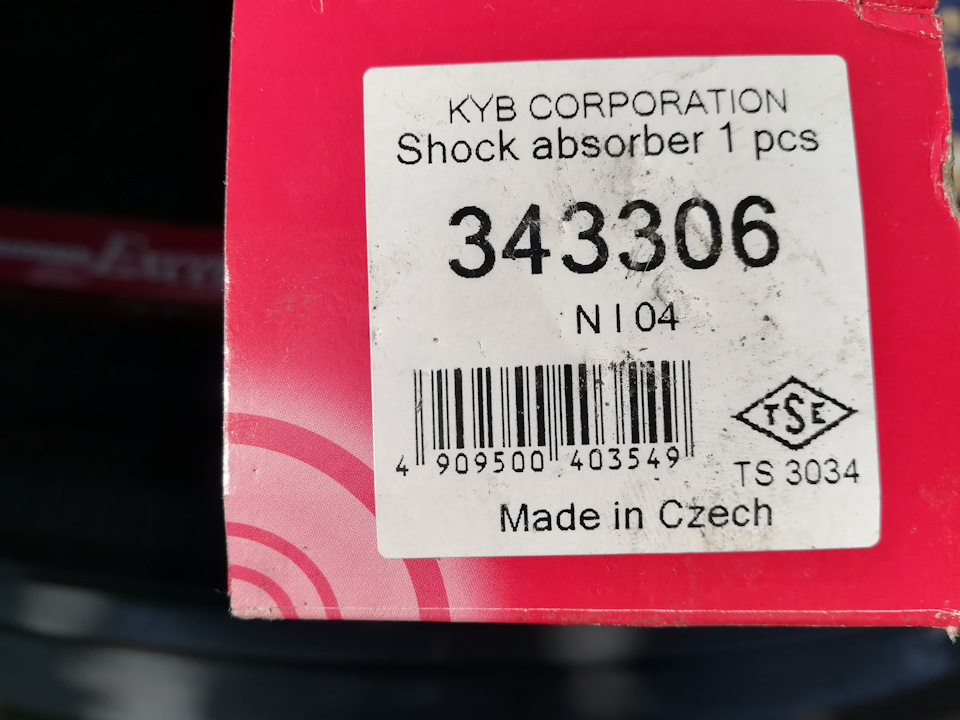 KYB CORPORATION
Shock absorber 1 pcs
343306
N I 04
4 909500 403549
TSE
TS 3034
Made in Czech